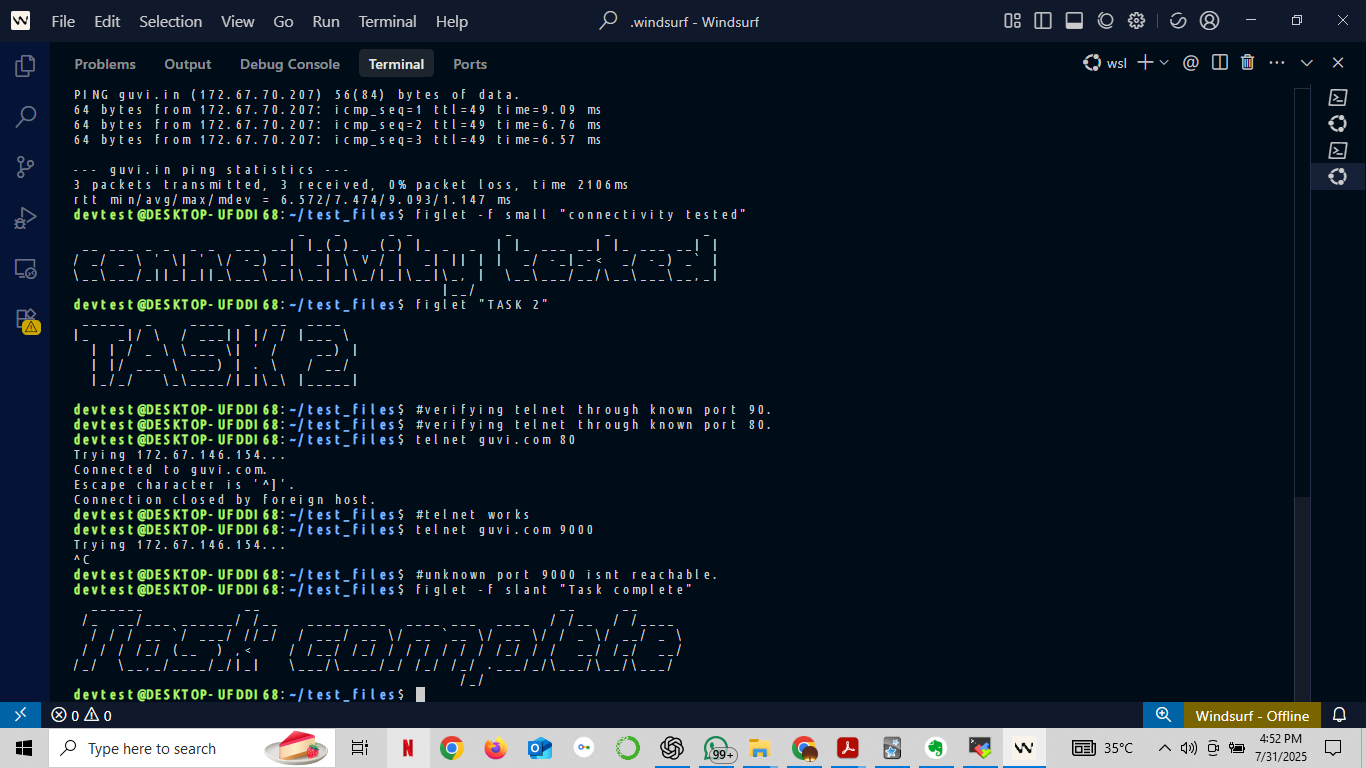 File Edit Selection View Go Run Terminal Help
.windsurf - Windsurf
Problems Output Debug Console Terminal Ports
wsl
PING guvi.in (172.67.70.207) 56(84) bytes of data.
64 bytes from 172.67.70.207: icmp_seq=1 ttl=49 time=9.09 ms
64 bytes from 172.67.70.207: icmp_seq=2 ttl=49 time=6.76 ms
64 bytes from 172.67.70.207: icmp_seq=3 ttl=49 time=6.57 ms
--- guvi.in ping statistics ---
3 packets transmitted, 3 received, 0% packet loss, time 2106ms
rtt min/avg/max/mdev = 6.572/7.474/9.093/1.147 ms
devtest@DESKTOP-UFDDI68:~/test_files$ figlet -f small "connectivity tested"
connectivity tested
devtest@DESKTOP-UFDDI68:~/test_files$ figlet "TASK 2"
TASK 2
devtest@DESKTOP-UFDDI68:~/test_files$ #verifying telnet through known port 90.
devtest@DESKTOP-UFDDI68:~/test_files$ #verifying telnet through known port 80.
devtest@DESKTOP-UFDDI68:~/test_files$ telnet guvi.com 80
Trying 172.67.146.154...
Connected to guvi.com.
Escape character is '^]'.
Connection closed by foreign host.
devtest@DESKTOP-UFDDI68:~/test_files$ #telnet works
devtest@DESKTOP-UFDDI68:~/test_files$ telnet guvi.com 9000
Trying 172.67.146.154...
^C
devtest@DESKTOP-UFDDI68:~/test_files$ #unknown port 9000 isnt reachable.
devtest@DESKTOP-UFDDI68:~/test_files$ figlet -f slant "Task complete"
Task complete
devtest@DESKTOP-UFDDI68:~/test_files$
0 0
Windsurf - Offline
Type here to search
99+
35°C
4:52 PM
7/31/2025